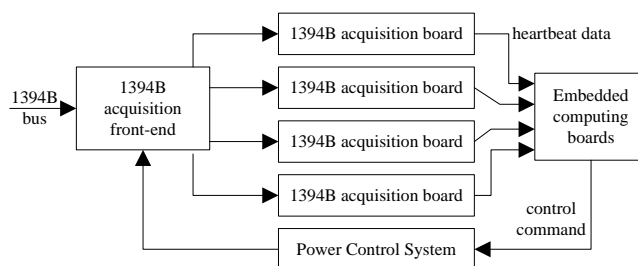 1394B acquisition board
heartbeat data
1394B
bus
1394B
acquisition
front-end
1394B acquisition board
Embedded
computing
boards
1394B acquisition board
1394B acquisition board
control
command
Power Control System